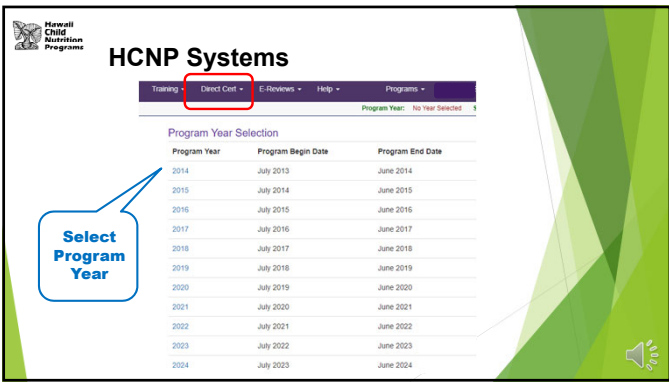 Hawaii
Child
Nutrition
Programs
HCNP Systems
Training Direct Cert E-Reviews Help Programs
Program Year: No Year Selected S
Program Year Selection
Program Year Program Begin Date Program End Date
2014 July 2013 June 2014
2015 July 2014 June 2015
2016 July 2015 June 2016
2017 July 2016 June 2017
2018 July 2017 June 2018
2019 July 2018 June 2019
2020 July 2019 June 2020
2021 July 2020 June 2021
2022 July 2021 June 2022
2023 July 2022 June 2023
2024 July 2023 June 2024
Select
Program
Year